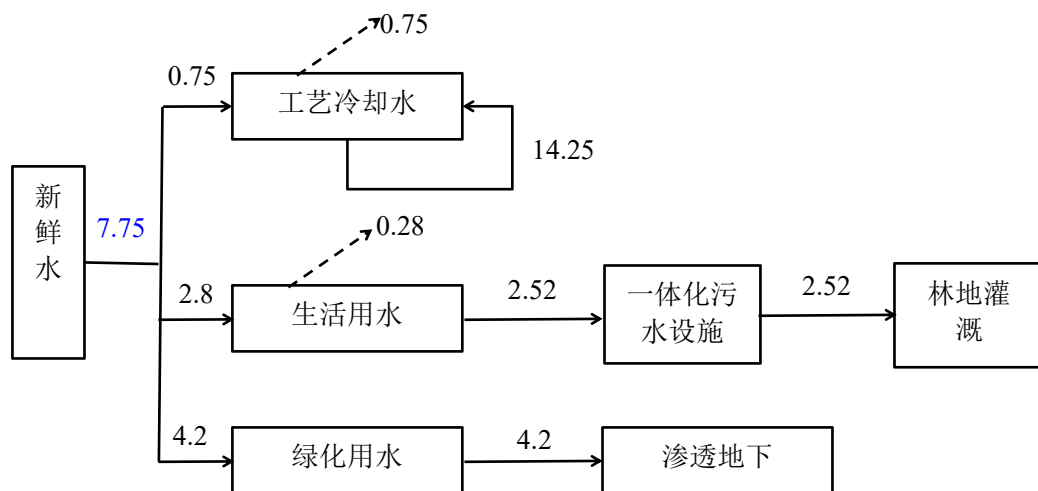 0.75
0.75
工艺冷却水
14.25
新
鲜
水
7.75
0.28
2.8
生活用水
2.52
一体化污
水设施
2.52
林地灌
溉
4.2
绿化用水
4.2
渗透地下